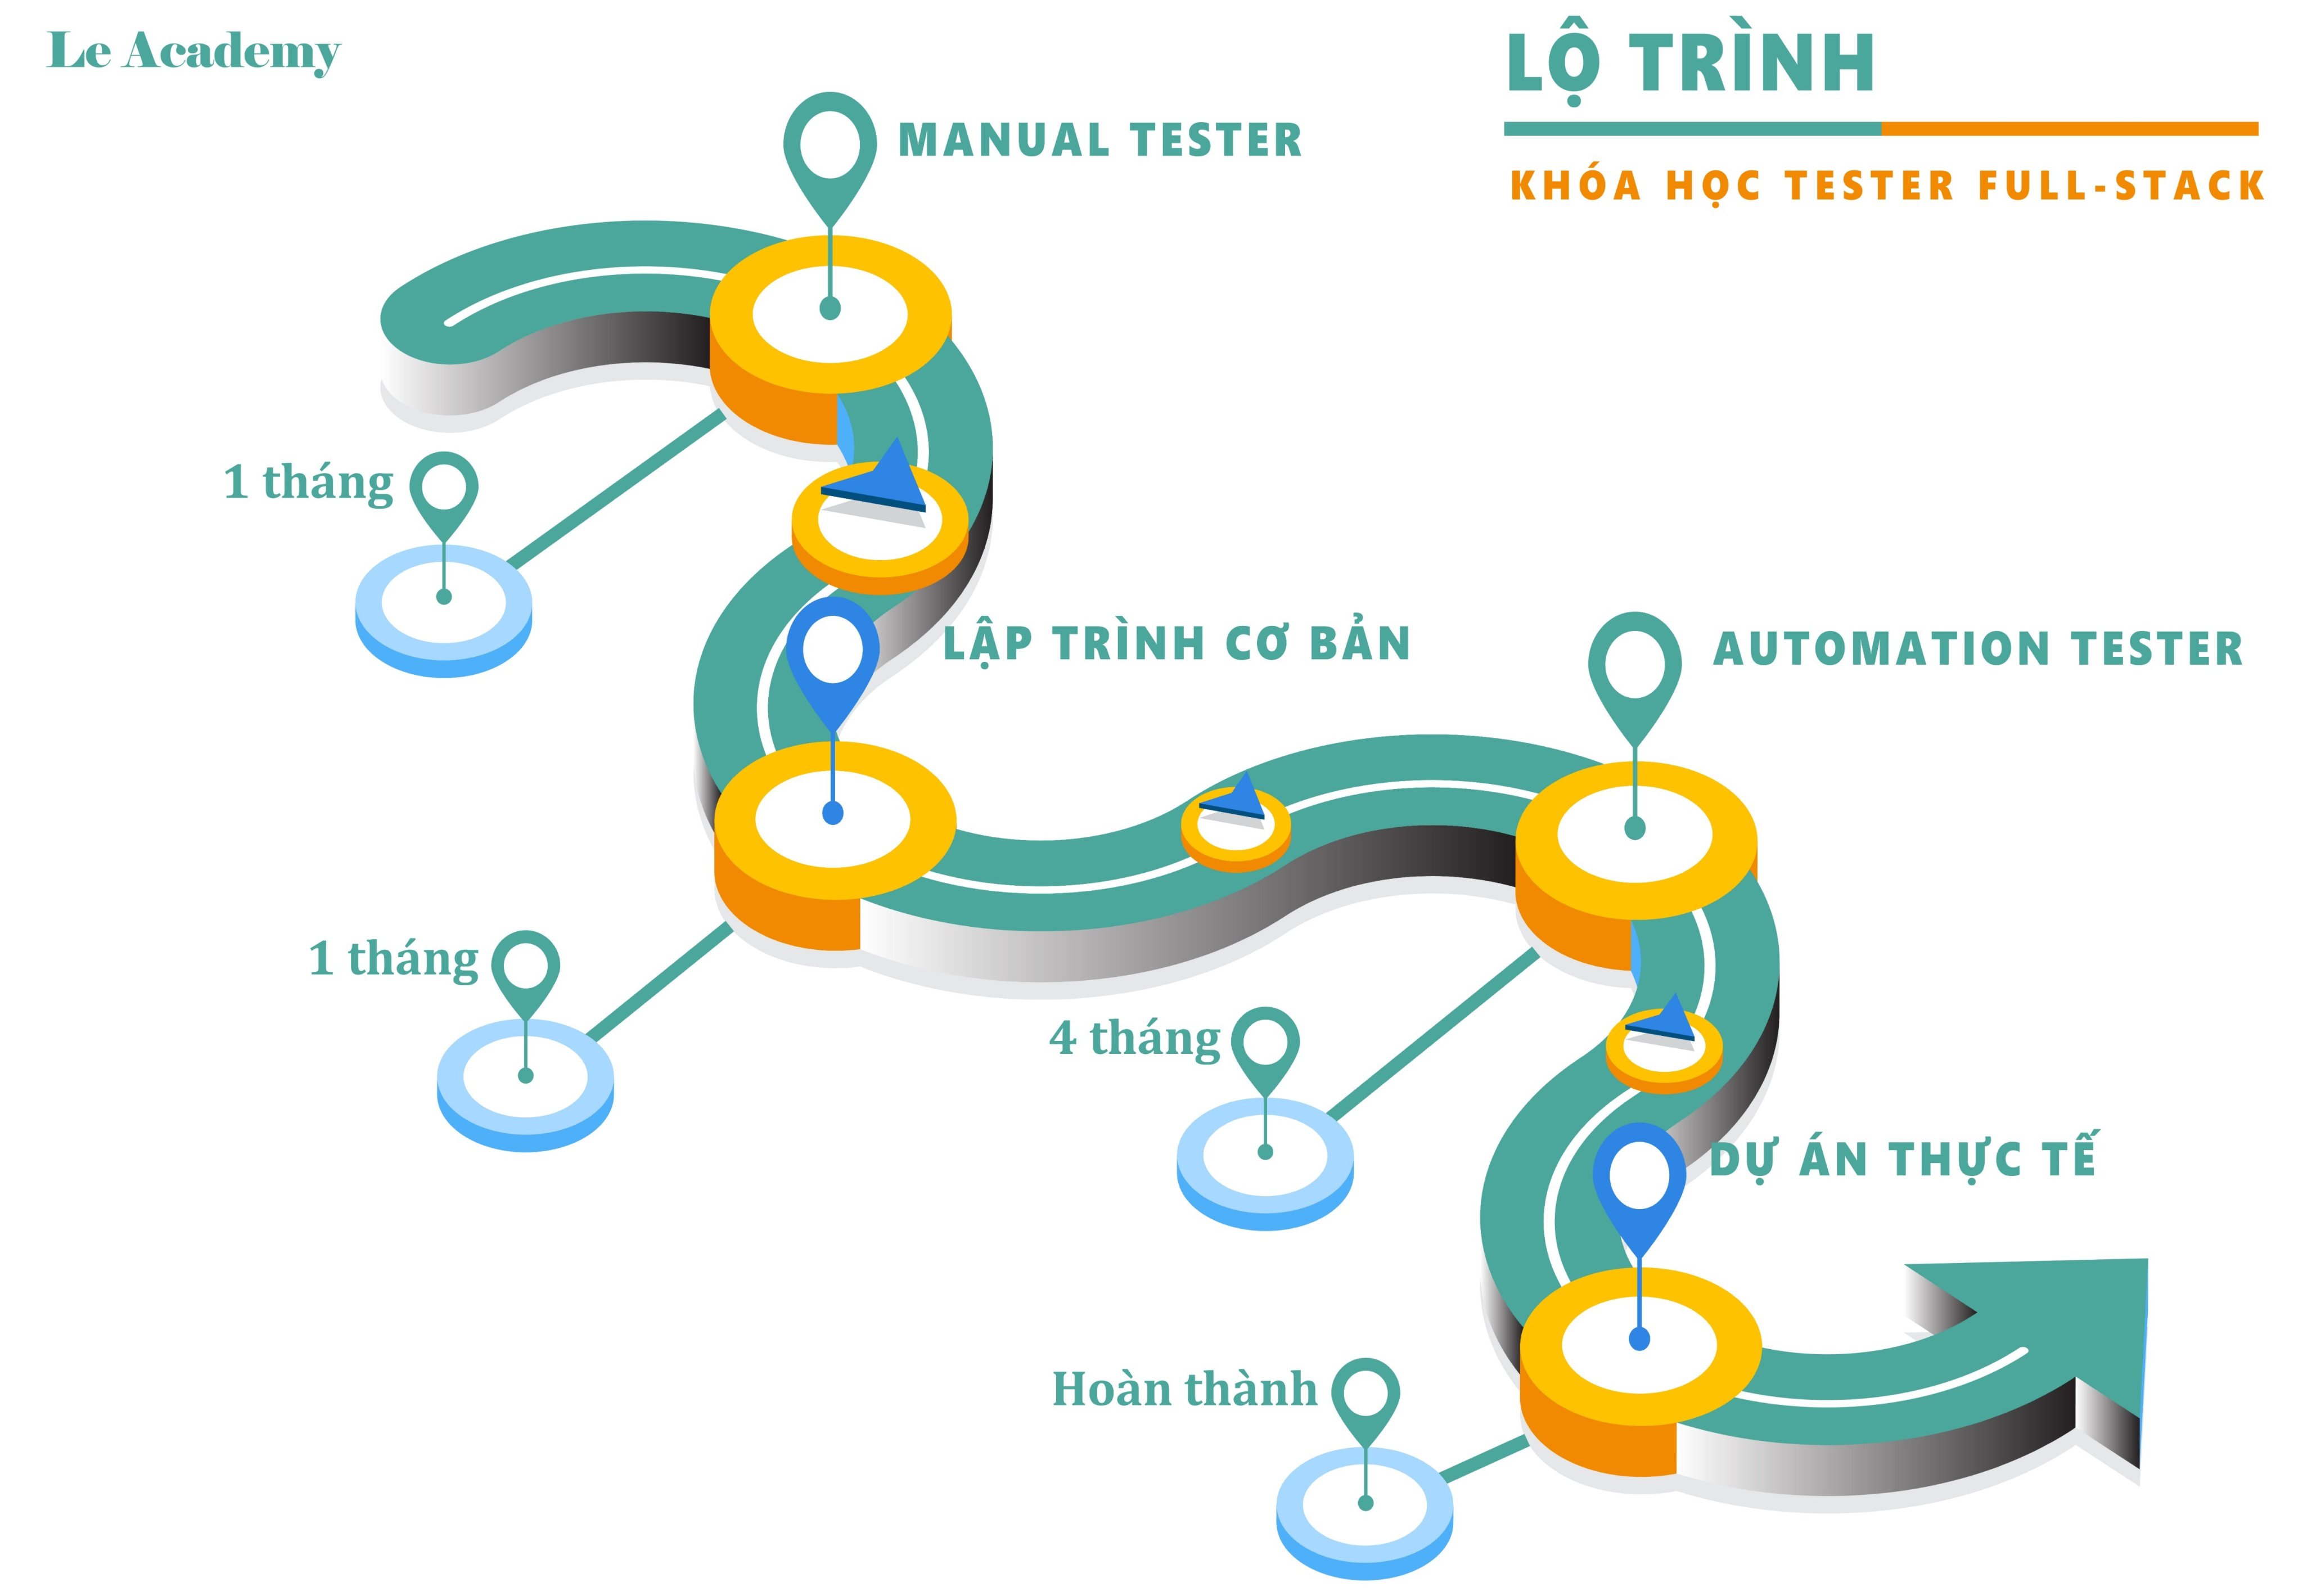 Le Academy
LỘ TRÌNH
KHÓA HỌC TESTER FULL-STACK
MANUAL TESTER
1 tháng
LẬP TRÌNH CƠ BẢN
1 tháng
AUTOMATION TESTER
4 tháng
DỰ ÁN THỰC TẾ
Hoàn thành